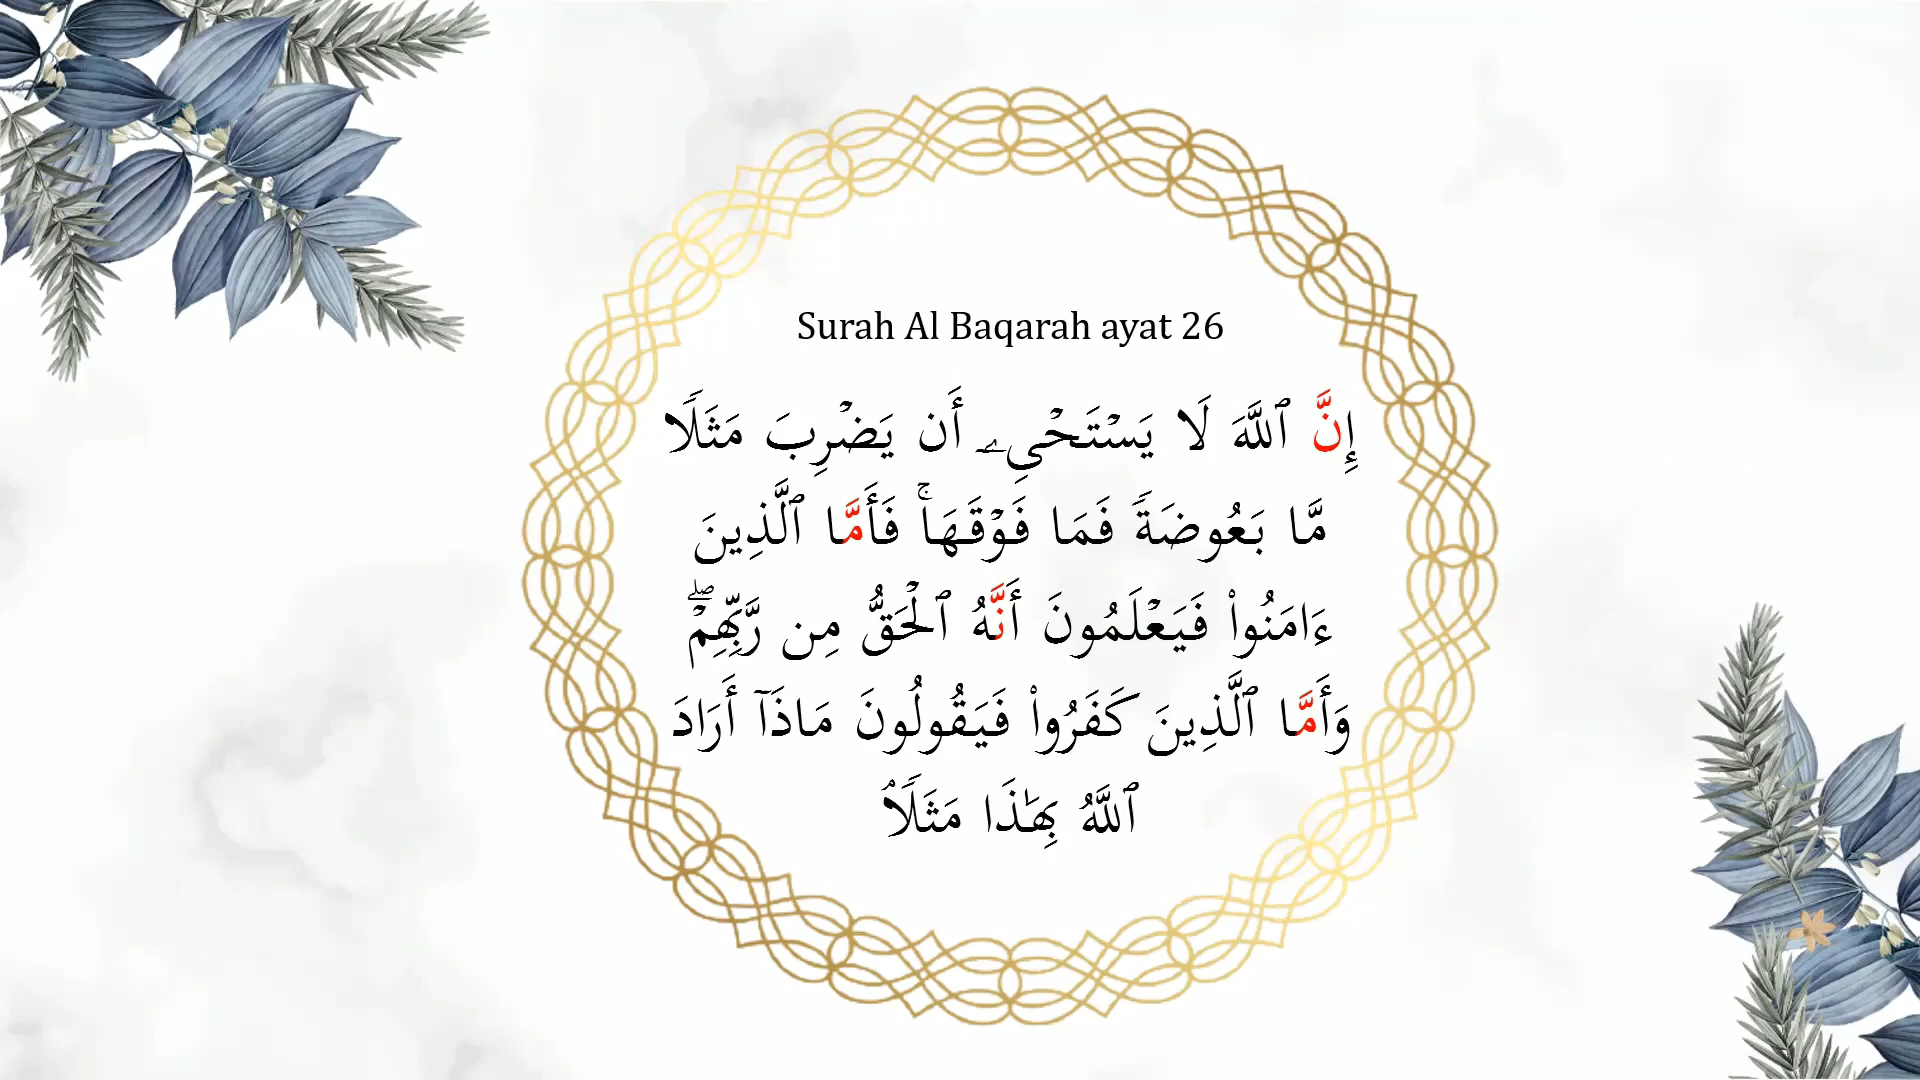 Surah Al Baqarah ayat 26
إِنَّ ٱللَّهَ لَا يَسْتَحْىِۦ أَن يَضْرِبَ مَثَلًا
مَّا بَعُوضَةً فَمَا فَوْقَهَا ۚ فَأَمَّا ٱلَّذِينَ
ءَامَنُوا۟ فَيَعْلَمُونَ أَنَّهُ ٱلْحَقُّ مِن رَّبِّهِمْ ۖ
وَأَمَّا ٱلَّذِينَ كَفَرُوا۟ فَيَقُولُونَ مَاذَآ أَرَادَ
ٱللَّهُ بِهَٰذَا مَثَلًا ۘ